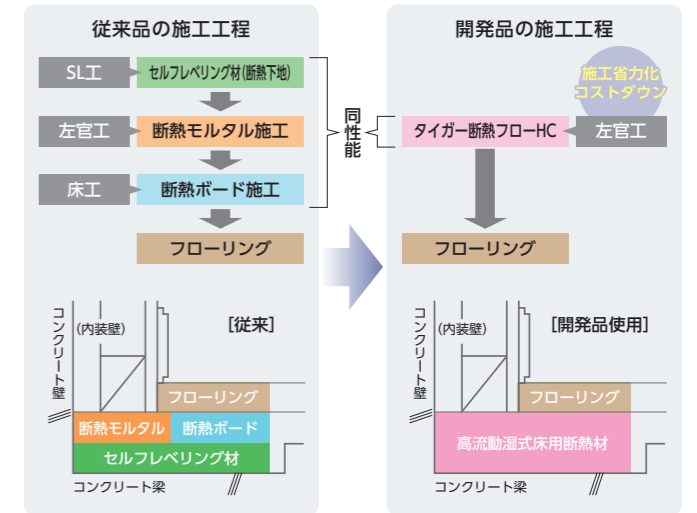 従来品の施工工程
SL工
セルフレベリング材(断熱下地)
左官工
断熱モルタル施工
床工
断熱ボード施工
フローリング
同性能
開発品の施工工程
施工省力化
コストダウン
タイガー断熱フローHC
左官工
フローリング
コンクリート壁
(内装壁)
[従来]
フローリング
断熱モルタル
断熱ボード
セルフレベリング材
コンクリート梁
コンクリート壁
(内装壁)
[開発品使用]
フローリング
高流動湿式床用断熱材
コンクリート梁